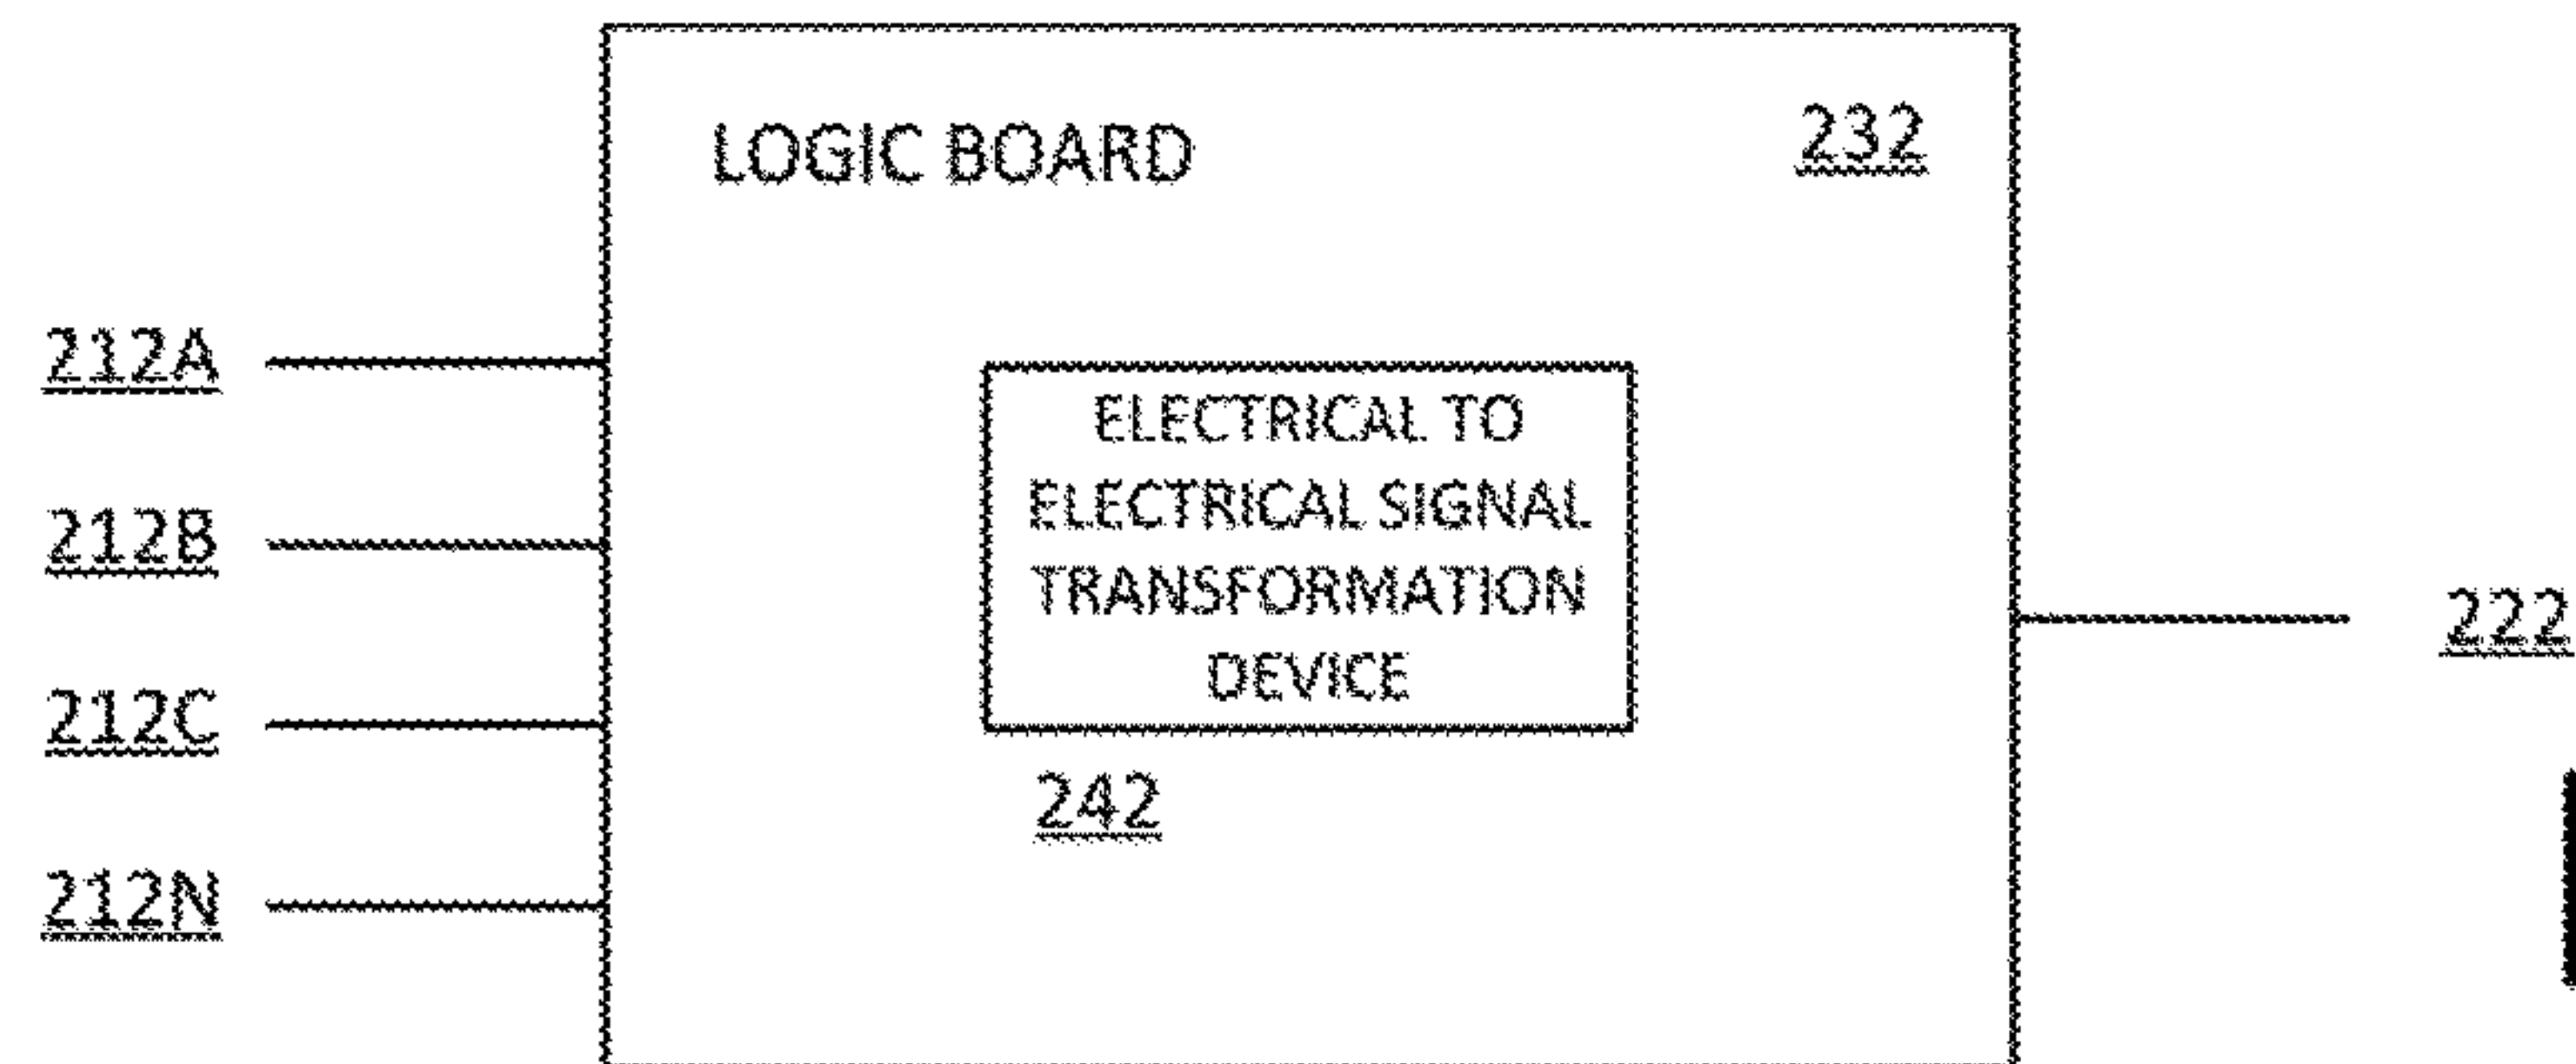 LOGIC BOARD
232
212A
212B
212C
212N
ELECTRICAL TO
ELECTRICAL SIGNAL
TRANSFORMATION
DEVICE
242
222